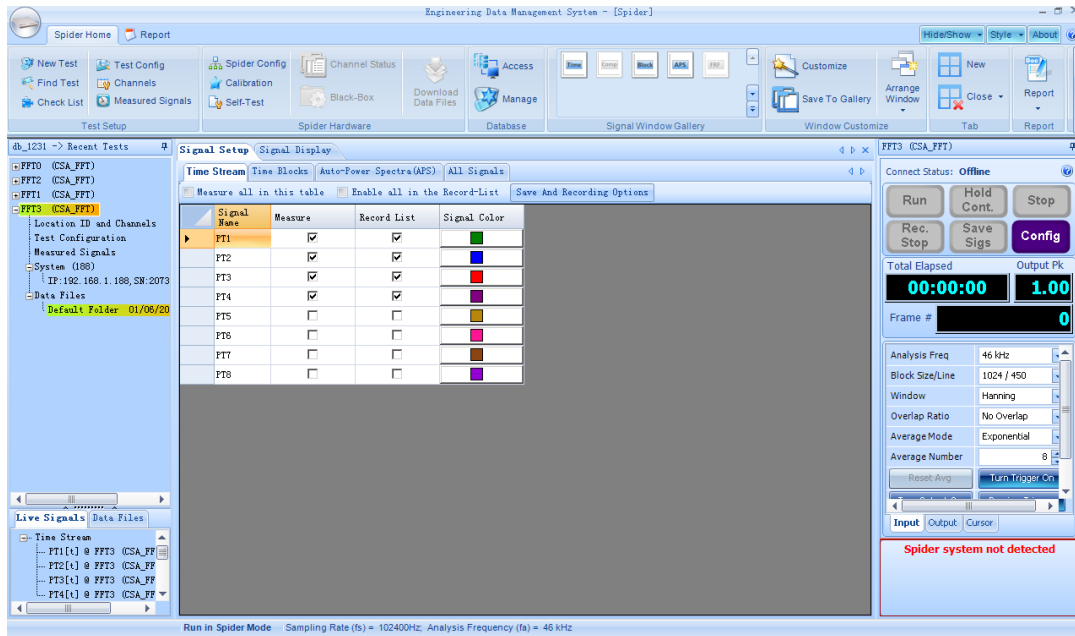 Engineering Data Management System - [Spider]
Spider Home Report Hide/Show Style About
New Test Test Config Spider Config Channel Status Download Data Files Access Time Comp Block APS FRF Customize Arrange Window New Report
Find Test Channels Calibration
Check List Measured Signals Self-Test Black-Box Manage Save To Gallery Close
Test Setup Spider Hardware Database Signal Window Gallery Window Customize Tab Report
db_1231 -> Recent Tests
FFT0 (CSA_FFT)
FFT2 (CSA_FFT)
FFT1 (CSA_FFT)
FFT3 (CSA_FFT)
Location ID and Channels
Test Configuration
Measured Signals
System (188)
IP:192.168.1.188,SN:2073
Data Files
Default Folder 01/06/20
Live Signals Data Files
Time Stream
PT1[t] @ FFT3 (CSA_FF
PT2[t] @ FFT3 (CSA_FF
PT3[t] @ FFT3 (CSA_FF
PT4[t] @ FFT3 (CSA_FF
Signal Setup Signal Display
Time Stream Time Blocks Auto-Power Spectra(APS) All Signals
Measure all in this table Enable all in the Record-List Save And Recording Options
Signal Name Measure Record List Signal Color
PT1
PT2
PT3
PT4
PT5
PT6
PT7
PT8
FFT3 (CSA_FFT)
Connect Status: Offline
Run Hold Cont. Stop
Rec. Stop Save Sigs Config
Total Elapsed Output Pk
00:00:00 1.00
Frame # 0
Analysis Freq 46 kHz
Block Size/Line 1024 / 450
Window Hanning
Overlap Ratio No Overlap
Average Mode Exponential
Average Number 8
Reset Avg Turn Trigger On
Input Output Cursor
Spider system not detected
Run in Spider Mode Sampling Rate (fs) = 102400Hz; Analysis Frequency (fa) = 46 kHz